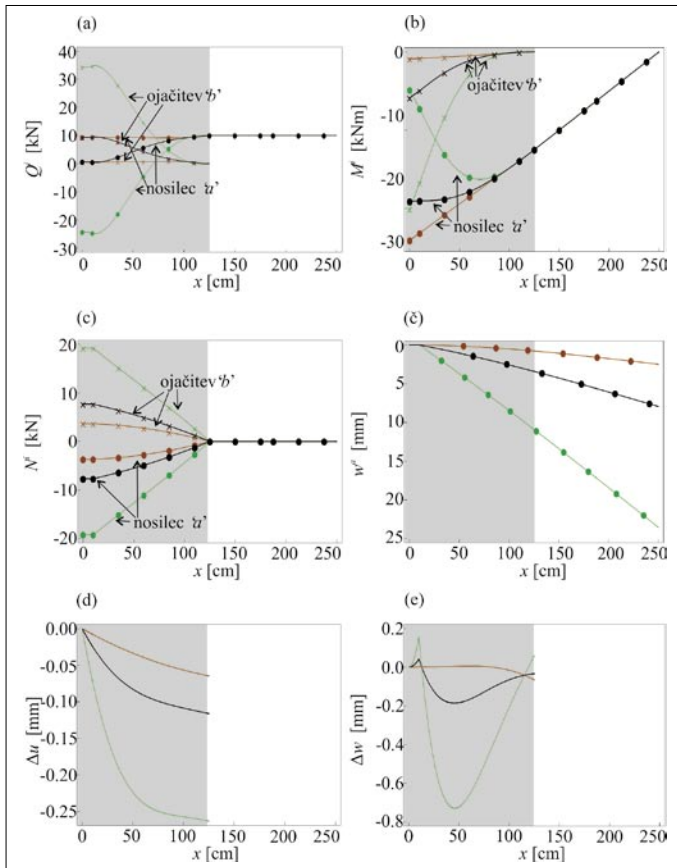 (a)
40
30
20
10
0
10
20
30
Qⁱ [kN]
ojačitev ‘b’
nosilec ‘a’
0 50 100 150 200 250
x [cm]
(b)
0
-10
-20
-30
Mⁱ [kNm]
ojačitev ‘b’
nosilec ‘a’
0 50 100 150 200 250
x [cm]
(c)
20
10
0
-10
-20
[kN]
ojačitev ‘b’
nosilec ‘a’
0 50 100 150 200 250
x [cm]
(č)
0
5
10
15
20
25
[mm]
0 50 100 150 200 250
x [cm]
(d)
0.00
-0.05
-0.10
-0.15
-0.20
-0.25
Δu [mm]
0 50 100 150 200 250
x [cm]
(e)
0.2
0.0
-0.2
-0.4
-0.6
-0.8
Δw [mm]
0 50 100 150 200 250
x [cm]